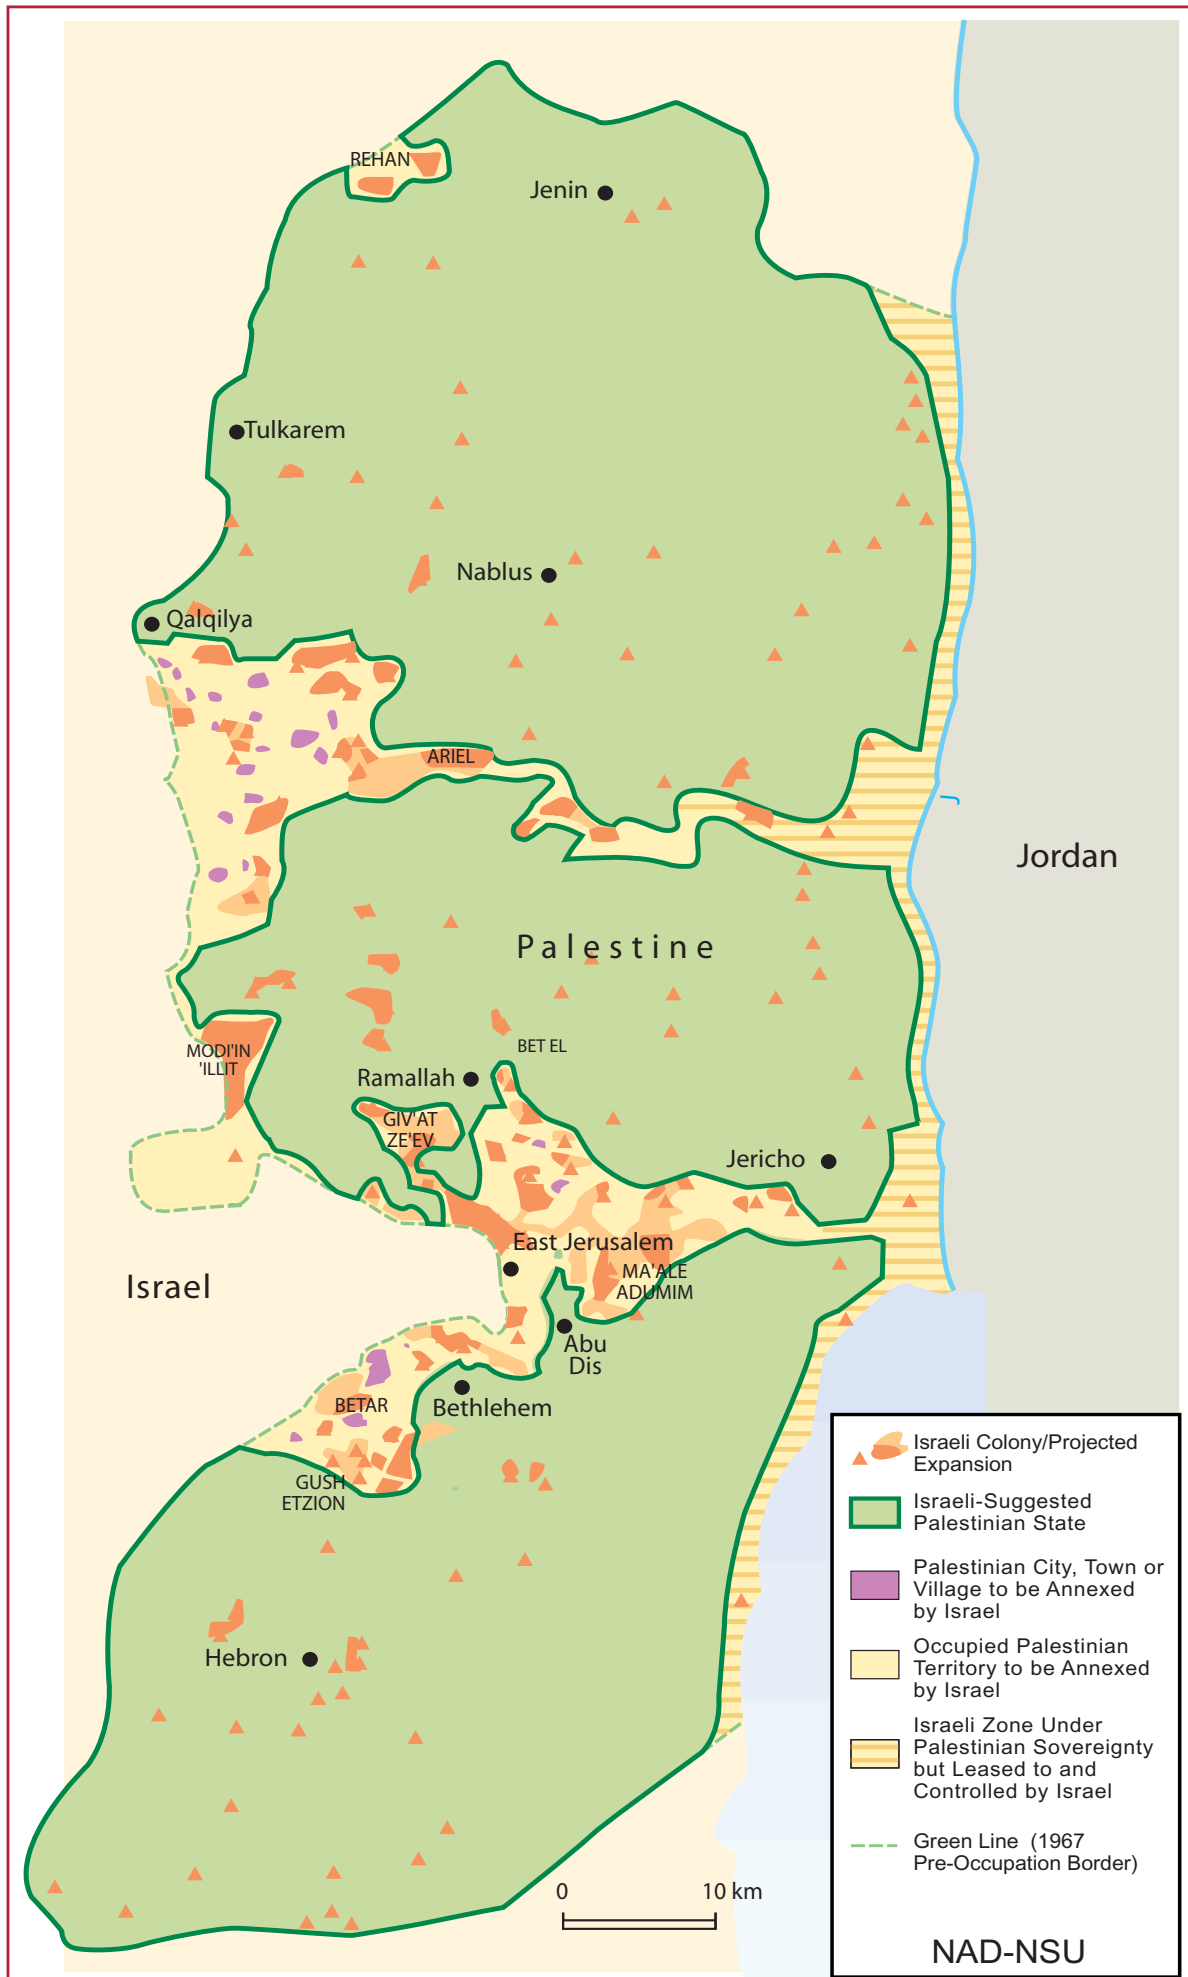 REHAN
Jenin
Tulkarem
Nablus
Qalqilya
ARIEL
Jordan
Palestine
MODI'IN
'ILLIT
BET EL
Ramallah
GIV'AT
ZE'EV
Jericho
East Jerusalem
Israel
MA'ALE
ADUMIM
Abu
Dis
BETAR
Bethlehem
GUSH
ETZION
Hebron
0 10 km
Israeli Colony/Projected
Expansion
Israeli-Suggested
Palestinian State
Palestinian City, Town or
Village to be Annexed
by Israel
Occupied Palestinian
Territory to be Annexed
by Israel
Israeli Zone Under
Palestinian Sovereignty
but Leased to and
Controlled by Israel
Green Line (1967
Pre-Occupation Border)
NAD-NSU